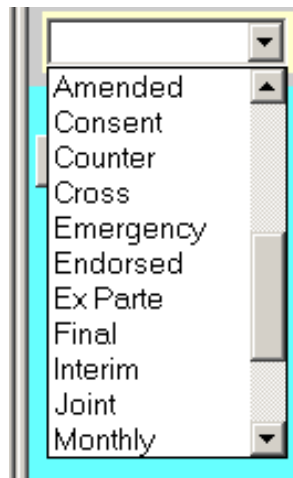 Amended
Consent
Counter
Cross
Emergency
Endorsed
Ex Parte
Final
Interim
Joint
Monthly